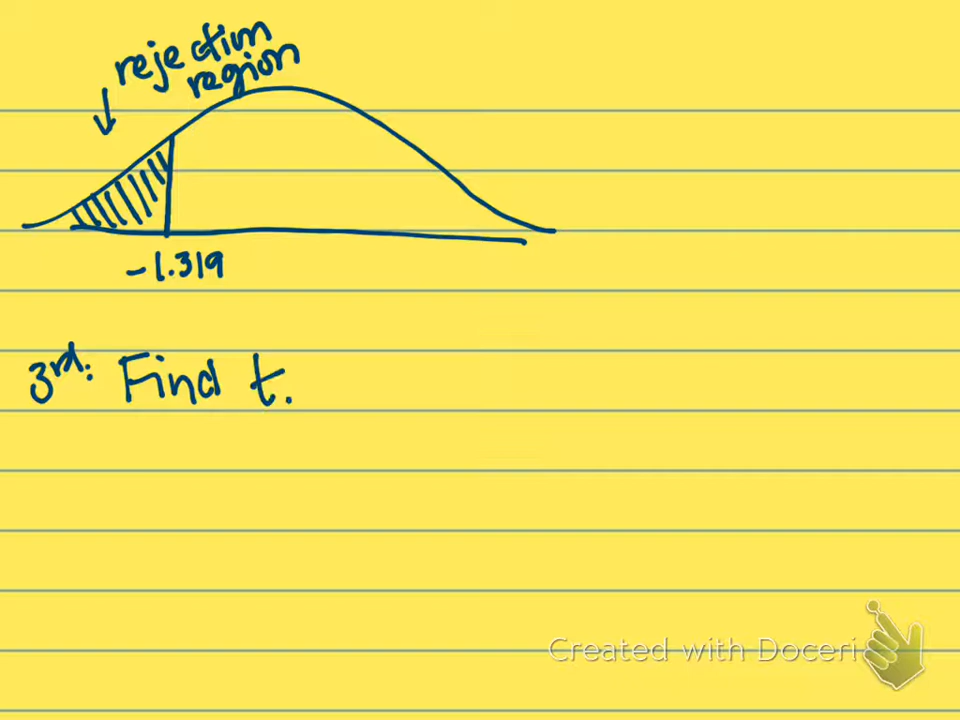 rejection
region
-1.319
3rd: Find t.
Created with Doceri